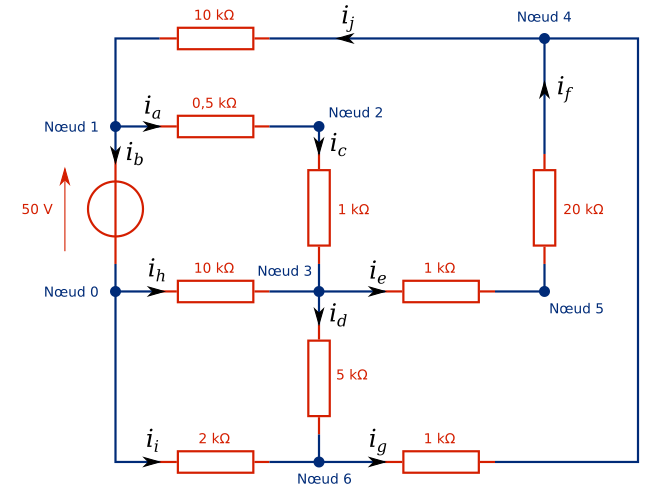 10 kΩ
i_j
Nœud 4
i_a
0,5 kΩ
Nœud 2
Nœud 1
i_b
i_c
i_f
50 V
1 kΩ
20 kΩ
i_h
10 kΩ
Nœud 3
i_e
1 kΩ
Nœud 0
i_d
Nœud 5
5 kΩ
i_i
2 kΩ
i_g
1 kΩ
Nœud 6